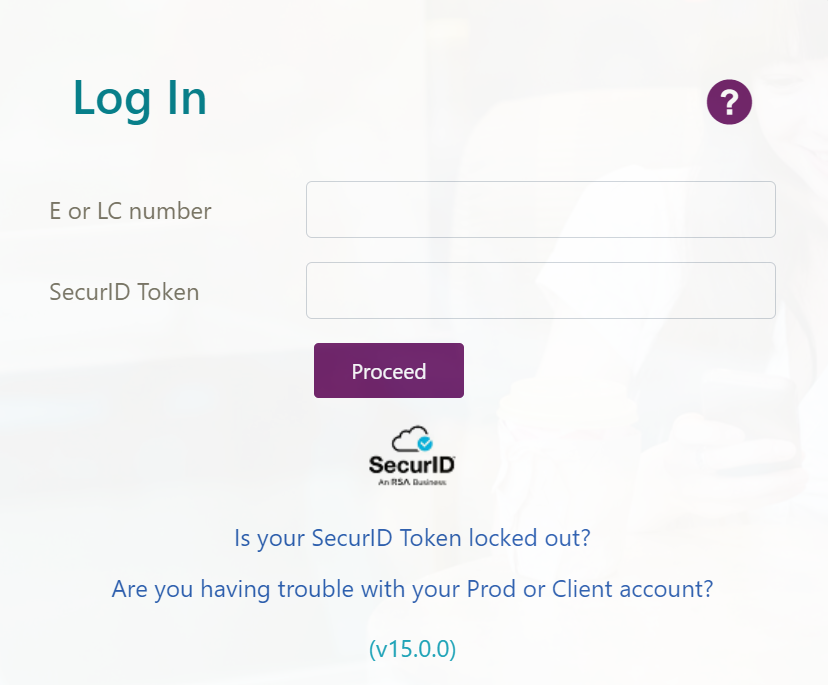 Log In
?
E or LC number
SecurID Token
Proceed
SecurID
An RSA Business
Is your SecurID Token locked out?
Are you having trouble with your Prod or Client account?
(v15.0.0)